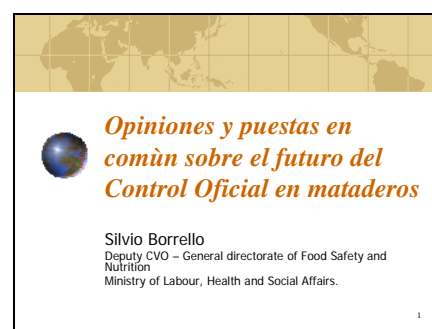 Opiniones y puestas en
comùn sobre el futuro del
Control Oficial en mataderos
Silvio Borrello
Deputy CVO – General directorate of Food Safety and
Nutrition
Ministry of Labour, Health and Social Affairs.
1